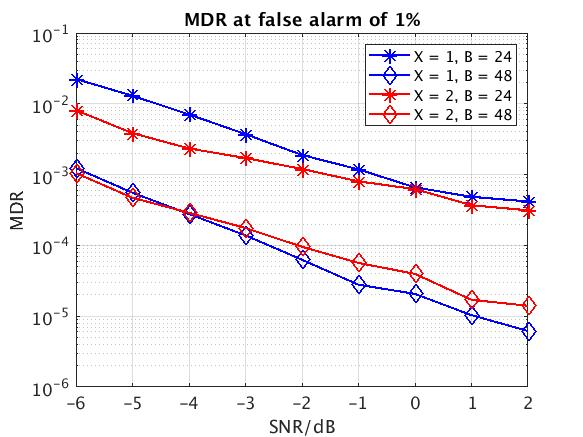 MDR at false alarm of 1%
10^-1
10^-2
10^-3
10^-4
10^-5
10^-6
MDR
X = 1, B = 24
X = 1, B = 48
X = 2, B = 24
X = 2, B = 48
-6 -5 -4 -3 -2 -1 0 1 2
SNR/dB